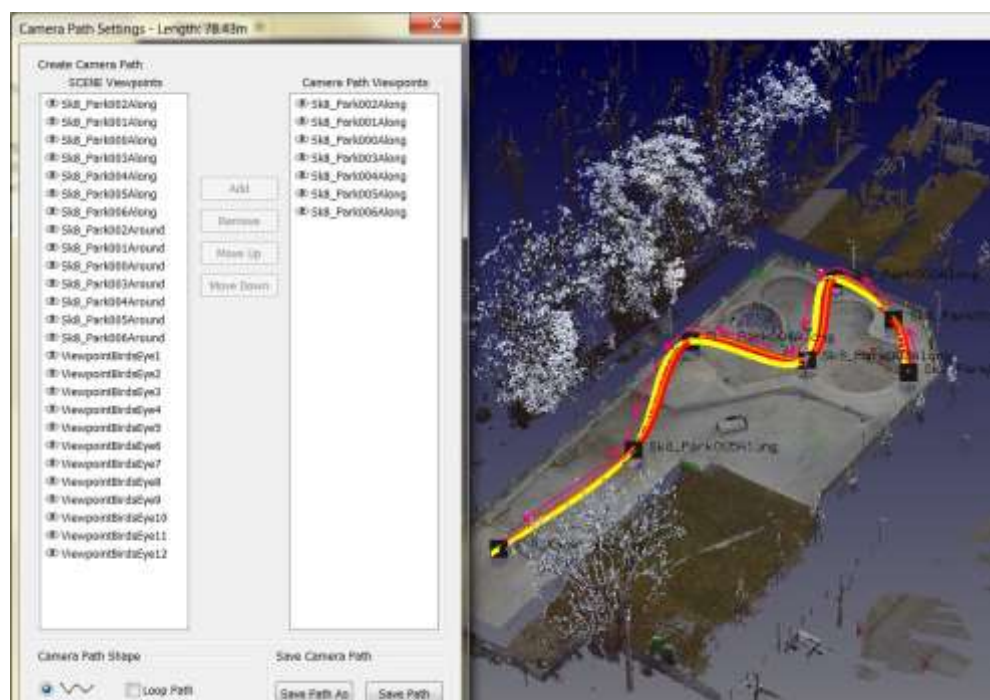 Camera Path Settings - Length: 78.43m
Create Camera Path
SCENE Viewpoints
Sk8_Park002Along
Sk8_Park001Along
Sk8_Park000Along
Sk8_Park003Along
Sk8_Park004Along
Sk8_Park005Along
Sk8_Park006Along
Sk8_Park002Around
Sk8_Park001Around
Sk8_Park000Around
Sk8_Park003Around
Sk8_Park004Around
Sk8_Park005Around
Sk8_Park006Around
ViewpointBirdsEye1
ViewpointBirdsEye2
ViewpointBirdsEye3
ViewpointBirdsEye4
ViewpointBirdsEye5
ViewpointBirdsEye6
ViewpointBirdsEye7
ViewpointBirdsEye8
ViewpointBirdsEye9
ViewpointBirdsEye10
ViewpointBirdsEye11
ViewpointBirdsEye12
Add
Remove
Move Up
Move Down
Camera Path Viewpoints
Sk8_Park002Along
Sk8_Park001Along
Sk8_Park000Along
Sk8_Park003Along
Sk8_Park004Along
Sk8_Park005Along
Sk8_Park006Along
Camera Path Shape
Loop Path
Save Camera Path
Save Path As
Save Path
Sk8_Park005Along